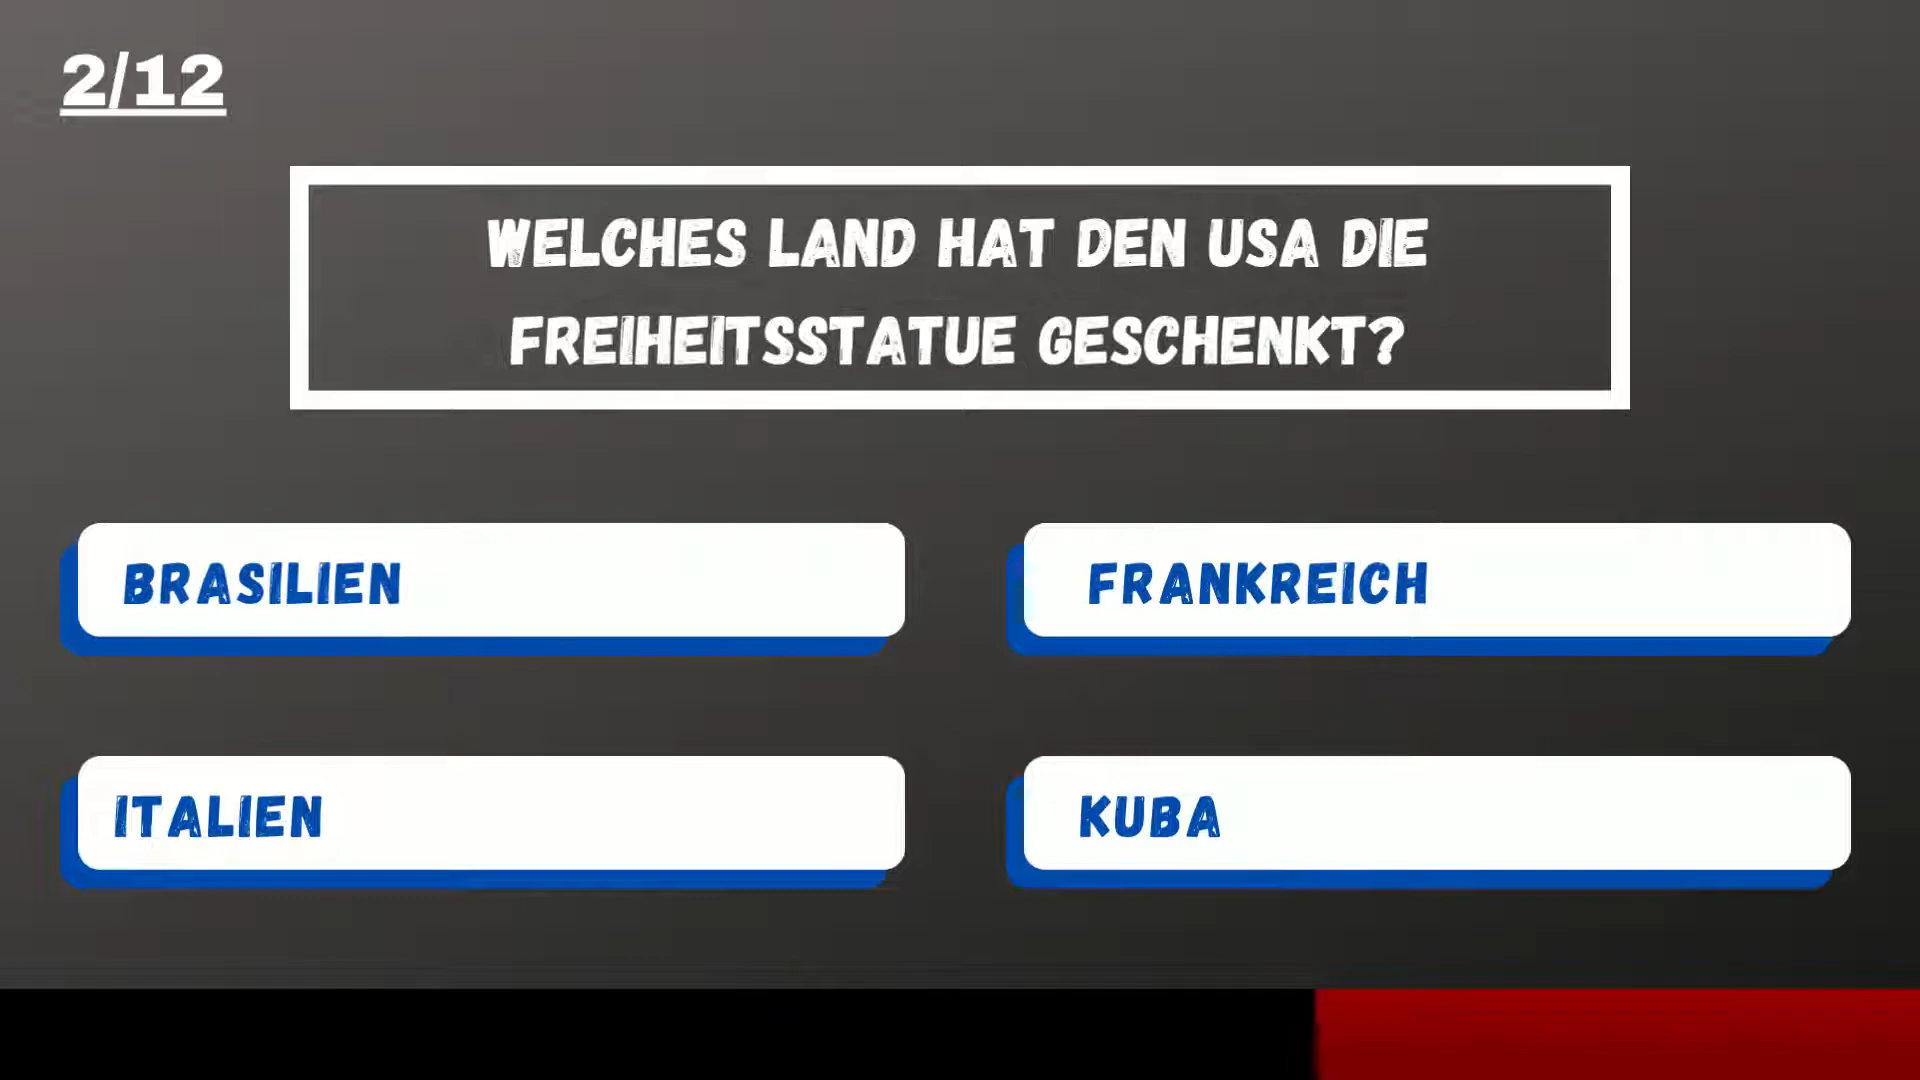 2/12
WELCHES LAND HAT DEN USA DIE
FREIHEITSSTATUE GESCHENKT?
BRASILIEN
FRANKREICH
ITALIEN
KUBA